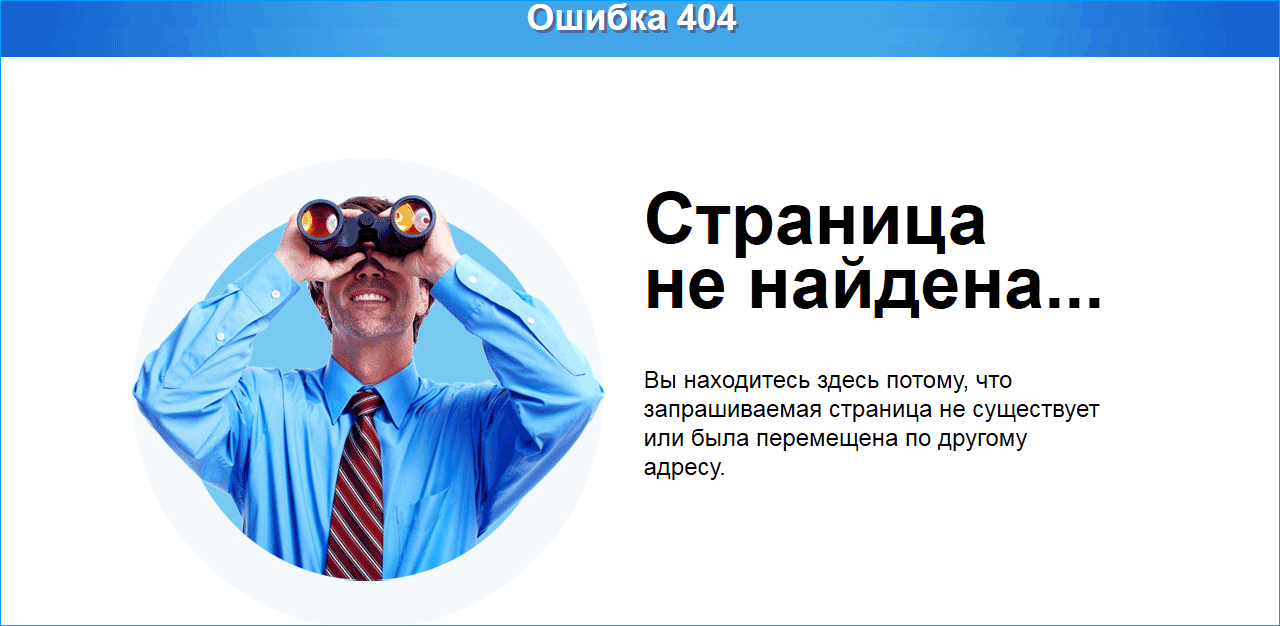 Ошибка 404
Страница
не найдена...
Вы находитесь здесь потому, что
запрашиваемая страница не существует
или была перемещена по другому
адресу.